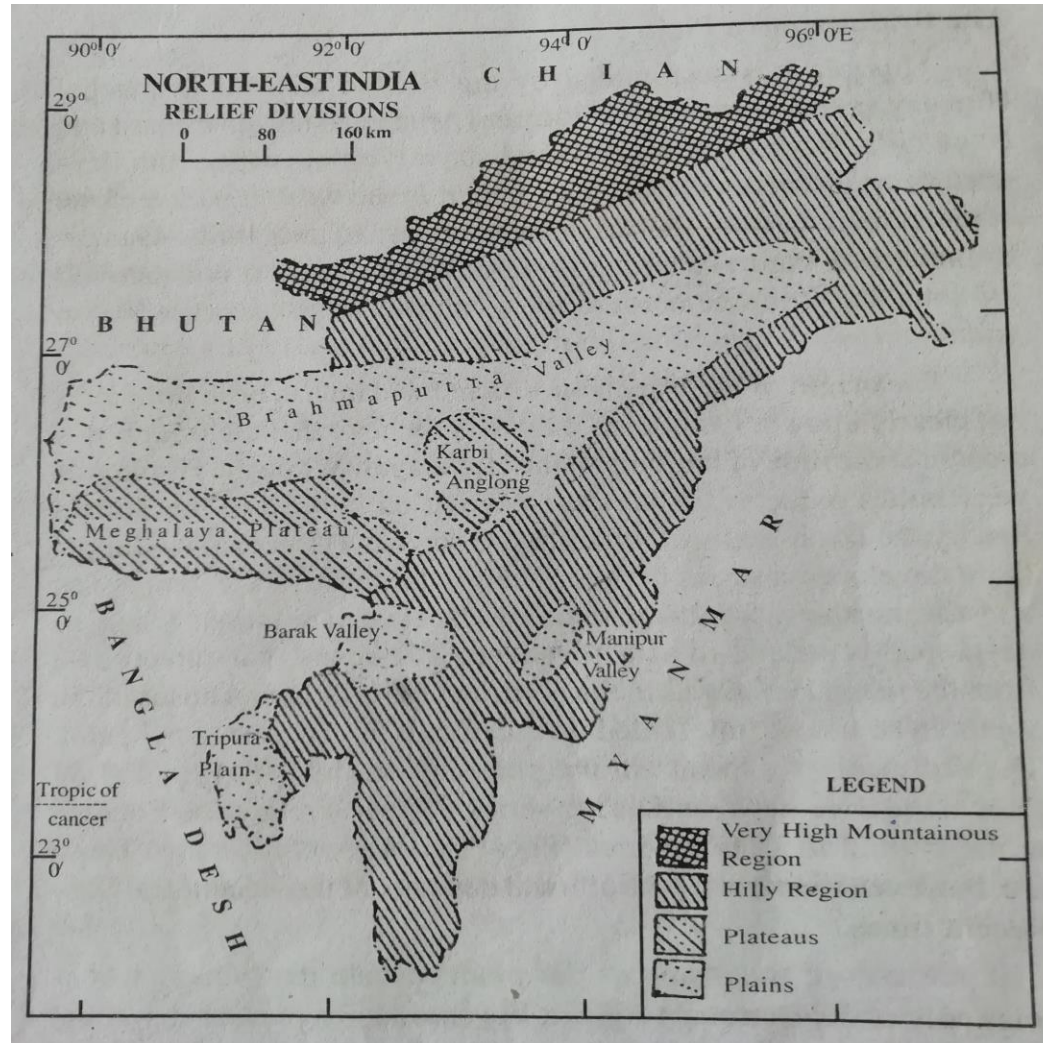 90° 0′ 92° 0′ 94° 0′ 96° 0′E
NORTH-EAST INDIA
RELIEF DIVISIONS
0 80 160 km
C H I A N
29°
0′
B H U T A N
27°
0′
Brahmaputra Valley
Karbi
Anglong
Meghalaya Plateau
25°
0′
B A N G L A D E S H
Barak Valley
Manipur
Valley
M Y A N M A R
Tripura
Plain
Tropic of
cancer
23°
0′
LEGEND
Very High Mountainous
Region
Hilly Region
Plateaus
Plains